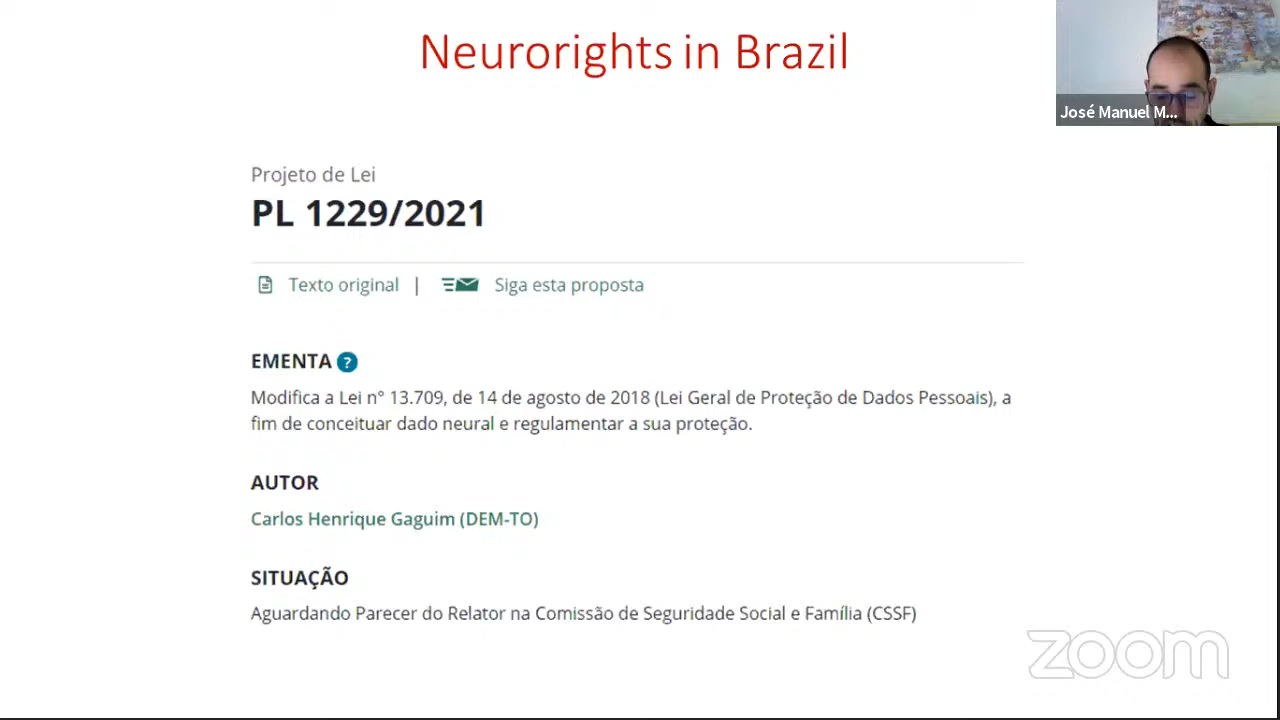 Neurorights in Brazil
José Manuel M...
Projeto de Lei
PL 1229/2021
Texto original | Siga esta proposta
EMENTA ?
Modifica a Lei n° 13.709, de 14 de agosto de 2018 (Lei Geral de Proteção de Dados Pessoais), a
fim de conceituar dado neural e regulamentar a sua proteção.
AUTOR
Carlos Henrique Gaguim (DEM-TO)
SITUAÇÃO
Aguardando Parecer do Relator na Comissão de Seguridade Social e Família (CSSF)
zoom